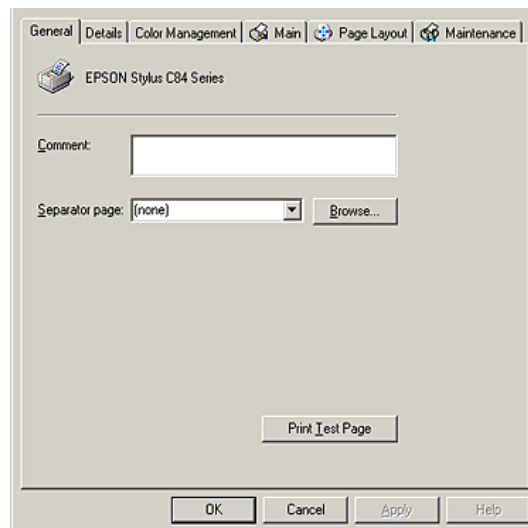 General Details Color Management Main Page Layout Maintenance
EPSON Stylus C84 Series
Comment:
Separator page: (none) Browse...
Print Test Page
OK Cancel Apply Help